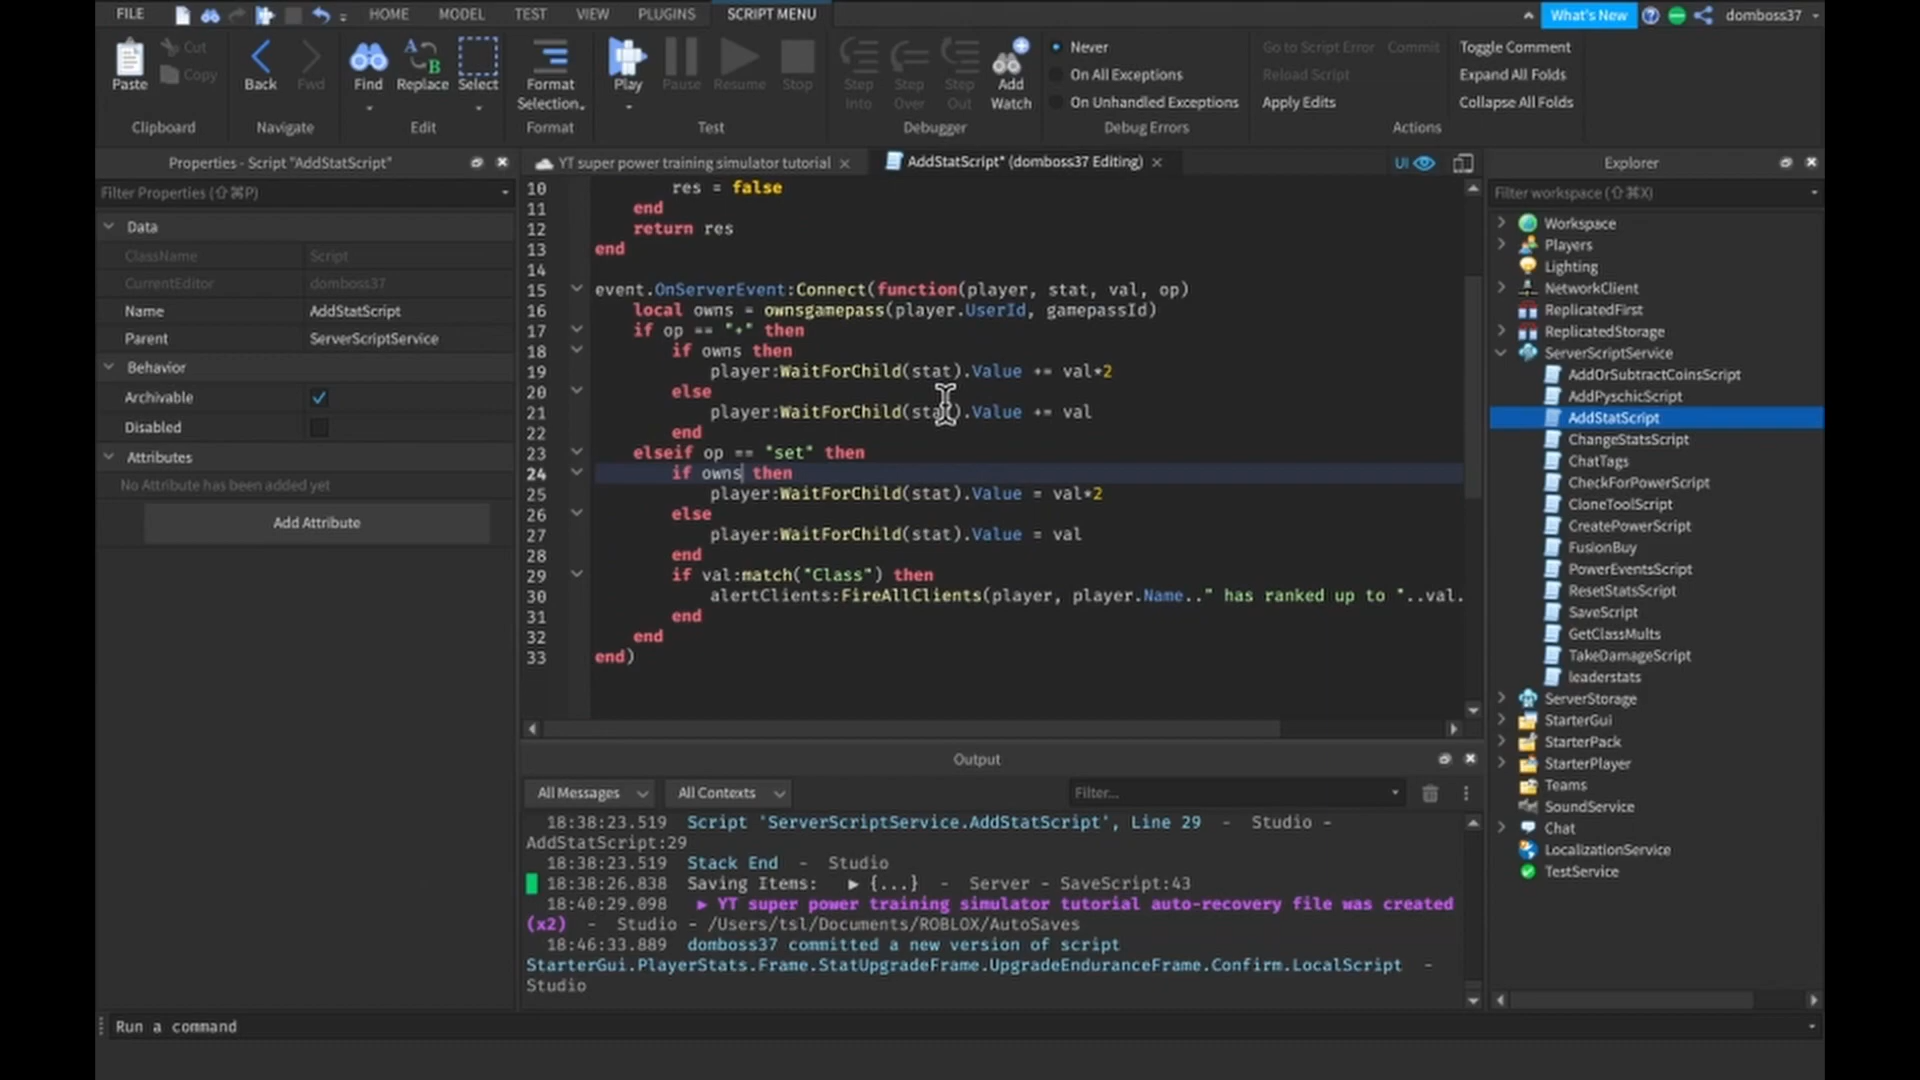 FILE HOME MODEL TEST VIEW PLUGINS SCRIPT MENU What's New domboss37
Paste Cut Copy Back Fwd Find Replace Select Format Selection Play Pause Resume Stop Step Into Step Over Step Out Add Watch
Never
On All Exceptions
On Unhandled Exceptions
Go to Script Error Commit
Reload Script
Apply Edits
Toggle Comment
Expand All Folds
Collapse All Folds
Clipboard Navigate Edit Format Test Debugger Debug Errors Actions
Properties - Script "AddStatScript"
Filter Properties (⇧⌘P)
Data
ClassName Script
CurrentEditor domboss37
Name AddStatScript
Parent ServerScriptService
Behavior
Archivable
Disabled
Attributes
No Attribute has been added yet
Add Attribute
YT super power training simulator tutorial AddStatScript* (domboss37 Editing) UI
10 res = false
11 end
12 return res
13 end
14
15 event.OnServerEvent:Connect(function(player, stat, val, op)
16 local owns = ownsgamepass(player.UserId, gamepassId)
17 if op == "+" then
18 if owns then
19 player:WaitForChild(stat).Value += val*2
20 else
21 player:WaitForChild(stat).Value += val
22 end
23 elseif op == "set" then
24 if owns then
25 player:WaitForChild(stat).Value = val*2
26 else
27 player:WaitForChild(stat).Value = val
28 end
29 if val:match("Class") then
30 alertClients:FireAllClients(player, player.Name.." has ranked up to "..val.
31 end
32 end
33 end)
Output
All Messages All Contexts Filter...
18:38:23.519 Script 'ServerScriptService.AddStatScript', Line 29 - Studio -
AddStatScript:29
18:38:23.519 Stack End - Studio
18:38:26.838 Saving Items: ▶ {...} - Server - SaveScript:43
18:40:29.098 ▶ YT super power training simulator tutorial auto-recovery file was created
(x2) - Studio - /Users/tsl/Documents/ROBLOX/AutoSaves
18:46:33.889 domboss37 committed a new version of script
StarterGui.PlayerStats.Frame.StatUpgradeFrame.UpgradeEnduranceFrame.Confirm.LocalScript -
Studio
Explorer
Filter workspace (⇧⌘X)
Workspace
Players
Lighting
NetworkClient
ReplicatedFirst
ReplicatedStorage
ServerScriptService
AddOrSubtractCoinsScript
AddPyschicScript
AddStatScript
ChangeStatsScript
ChatTags
CheckForPowerScript
CloneToolScript
CreatePowerScript
FusionBuy
PowerEventsScript
ResetStatsScript
SaveScript
GetClassMults
TakeDamageScript
leaderstats
ServerStorage
StarterGui
StarterPack
StarterPlayer
Teams
SoundService
Chat
LocalizationService
TestService
Run a command